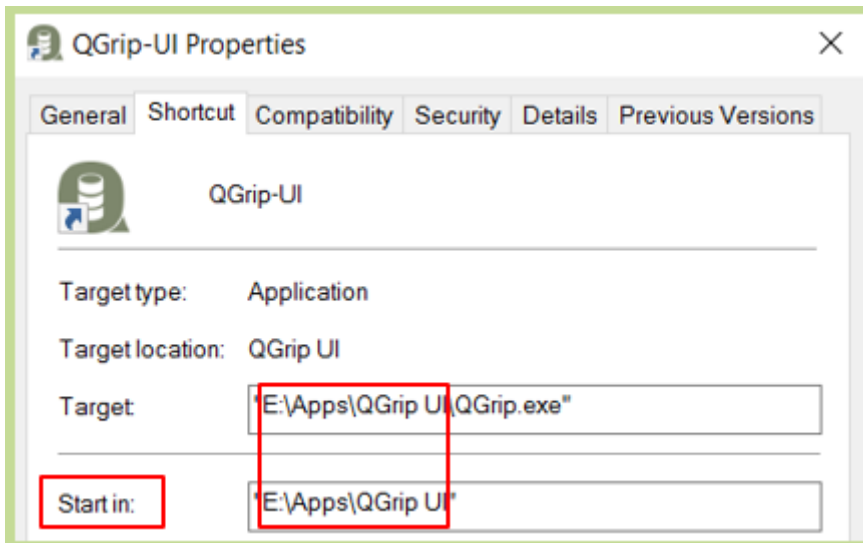 QGrip-UI Properties
General Shortcut Compatibility Security Details Previous Versions
QGrip-UI
Target type: Application
Target location: QGrip UI
Target: "E:\Apps\QGrip UI\QGrip.exe"
Start in: "E:\Apps\QGrip UI"